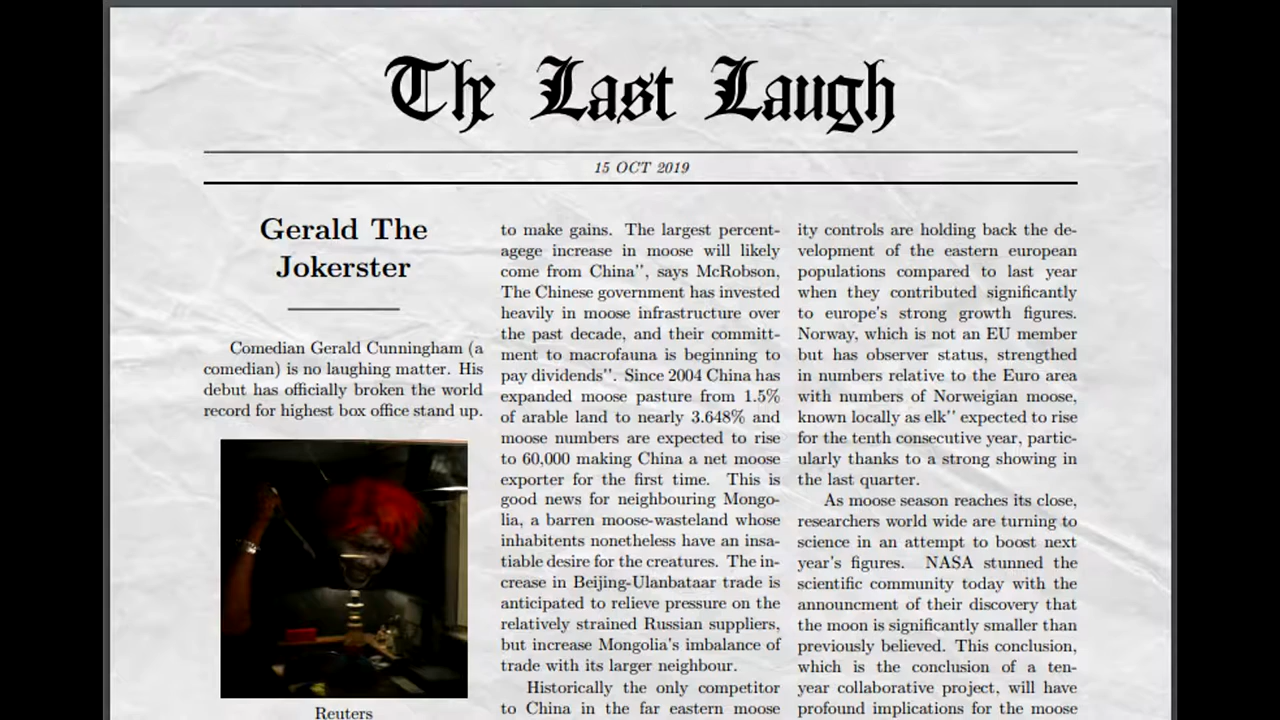 The Last Laugh
15 OCT 2019
Gerald The
Jokerster
Comedian Gerald Cunningham (a
comedian) is no laughing matter. His
debut has officially broken the world
record for highest box office stand up.
Reuters
to make gains. The largest percent-
agege increase in moose will likely
come from China”, says McRobson,
The Chinese government has invested
heavily in moose infrastructure over
the past decade, and their committ-
ment to macrofauna is beginning to
pay dividends”. Since 2004 China has
expanded moose pasture from 1.5%
of arable land to nearly 3.648% and
moose numbers are expected to rise
to 60,000 making China a net moose
exporter for the first time. This is
good news for neighbouring Mongo-
lia, a barren moose-wasteland whose
inhabitents nonetheless have an insa-
tiable desire for the creatures. The in-
crease in Beijing-Ulanbataar trade is
anticipated to relieve pressure on the
relatively strained Russian suppliers,
but increase Mongolia's imbalance of
trade with its larger neighbour.
Historically the only competitor
to China in the far eastern moose
ity controls are holding back the de-
velopment of the eastern european
populations compared to last year
when they contributed significantly
to europe's strong growth figures.
Norway, which is not an EU member
but has observer status, strengthed
in numbers relative to the Euro area
with numbers of Norweigian moose,
known locally as elk” expected to rise
for the tenth consecutive year, partic-
ularly thanks to a strong showing in
the last quarter.
As moose season reaches its close,
researchers world wide are turning to
science in an attempt to boost next
year's figures. NASA stunned the
scientific community today with the
announcment of their discovery that
the moon is significantly smaller than
previously believed. This conclusion,
which is the conclusion of a ten-
year collaborative project, will have
profound implications for the moose